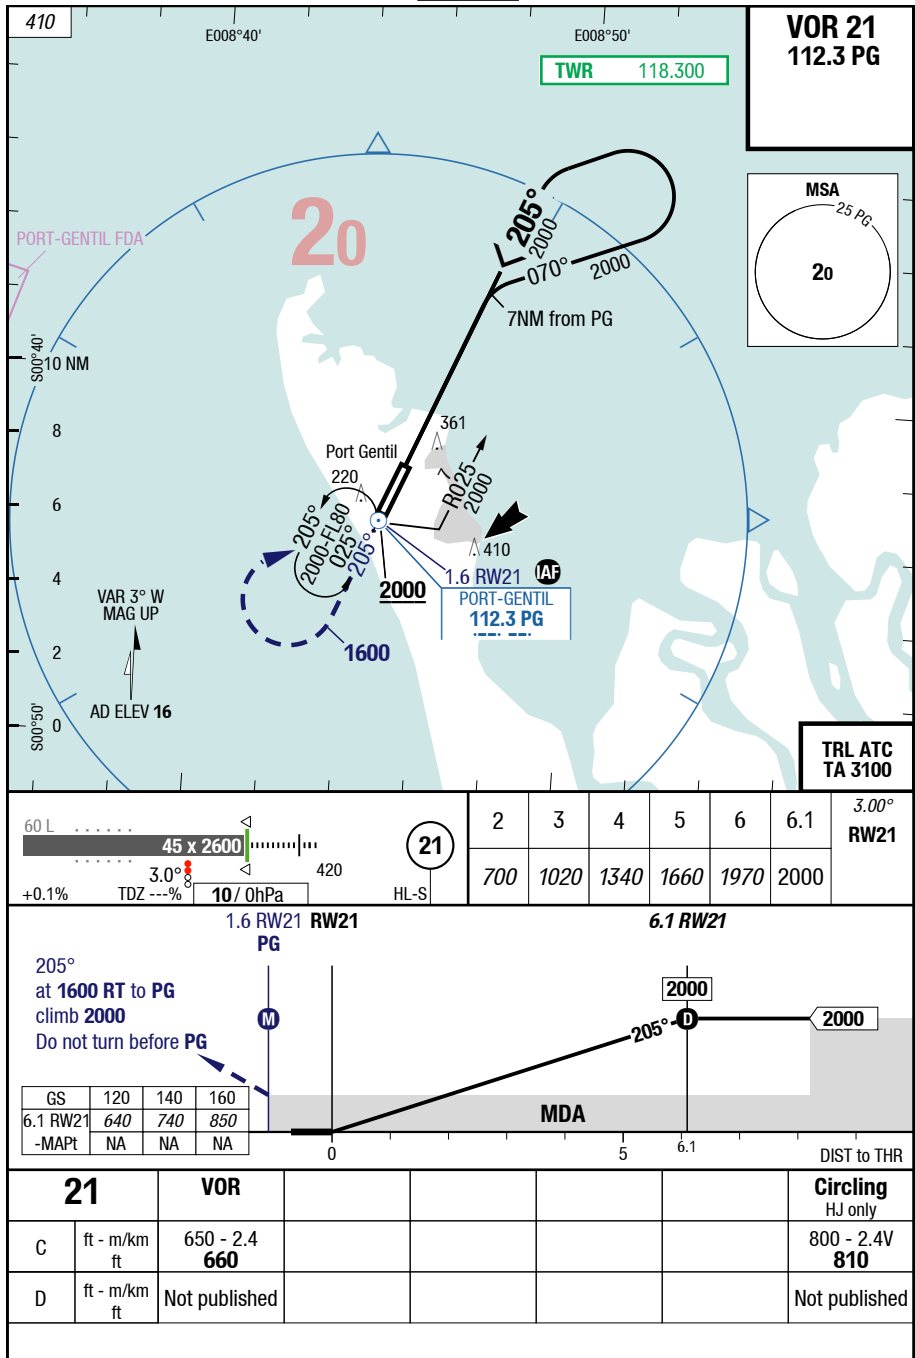 410
E008°40'
E008°50'
VOR 21
112.3 PG
TWR 118.300
MSA
25 PG
20
20
PORT-GENTIL FDA
205°
2000
070° 2000
7NM from PG
S00°40'
10 NM
8
6
4
2
0
S00°50'
361
Port Gentil
220
7
R025
2000
205°
2000-FL80
025°
205°
410
1.6 RW21
IAF
2000
PORT-GENTIL
112.3 PG
1600
VAR 3° W
MAG UP
AD ELEV 16
TRL ATC
TA 3100
60 L
45 x 2600
420
3.0°
+0.1%
TDZ ---%
10/ 0hPa
HL-S
21
2 3 4 5 6 6.1 3.00°
RW21
700 1020 1340 1660 1970 2000
1.6 RW21 RW21
PG
6.1 RW21
205°
at 1600 RT to PG
climb 2000
Do not turn before PG
M
2000
205°
D
2000
MDA
GS 120 140 160
6.1 RW21 640 740 850
-MAPt NA NA NA
0 5 6.1
DIST to THR
21 VOR Circling
HJ only
C ft - m/km 650 - 2.4 800 - 2.4V
ft 660 810
D ft - m/km Not published Not published
ft